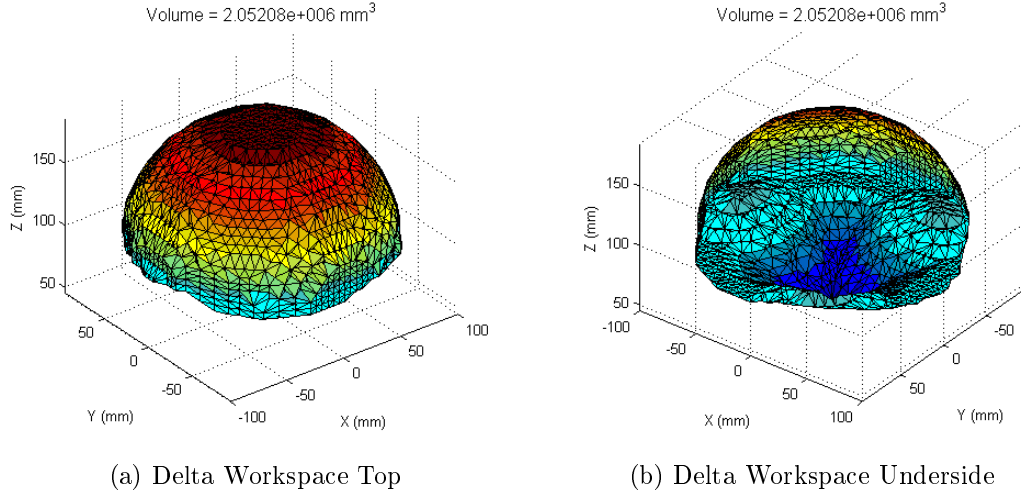 Volume = 2.05208e+006 mm³
150
100
50
Z (mm)
50
0
-50
-100
Y (mm)
-50
0
50
100
X (mm)
(a) Delta Workspace Top
Volume = 2.05208e+006 mm³
150
100
50
Z (mm)
-100
-50
0
50
100
X (mm)
-50
0
50
Y (mm)
(b) Delta Workspace Underside